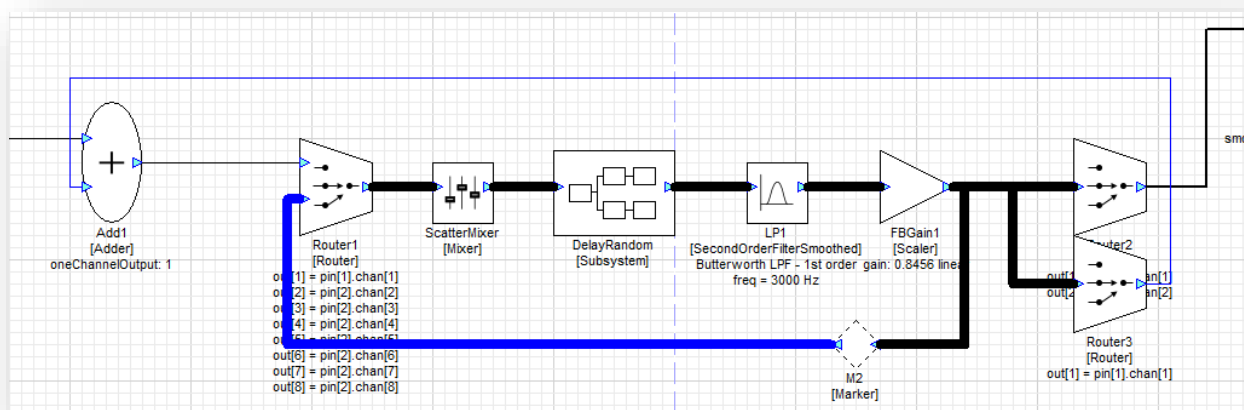 smo
Add1
[Adder]
oneChannelOutput: 1
Router1
[Router]
out[1] = pin[1].chan[1]
out[2] = pin[2].chan[2]
out[3] = pin[2].chan[3]
out[4] = pin[2].chan[4]
out[6] = pin[2].chan[6]
out[7] = pin[2].chan[7]
out[8] = pin[2].chan[8]
ScatterMixer
[Mixer]
DelayRandom
[Subsystem]
LP1
[SecondOrderFilterSmoothed]
Butterworth LPF - 1st order
freq = 3000 Hz
FBGain1
[Scaler]
gain: 0.8456 linea
M2
[Marker]
Router3
[Router]
out[1] = pin[1].chan[1]